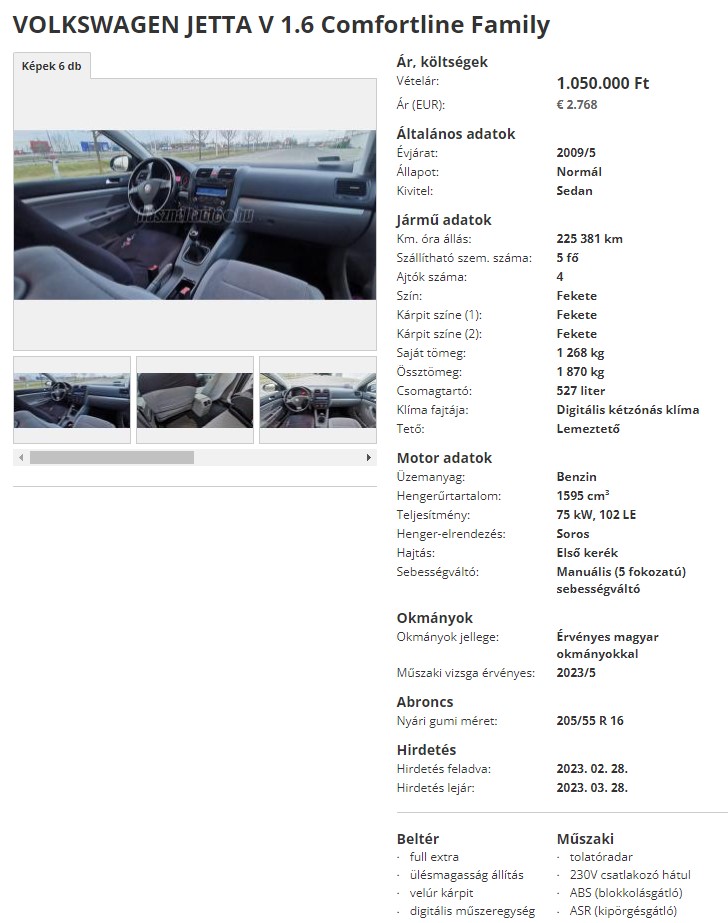 VOLKSWAGEN JETTA V 1.6 Comfortline Family
Képek 6 db
használtautó.hu
Ár, költségek
Vételár: 1.050.000 Ft
Ár (EUR): € 2.768
Általános adatok
Évjárat: 2009/5
Állapot: Normál
Kivitel: Sedan
Jármű adatok
Km. óra állás: 225 381 km
Szállítható szem. száma: 5 fő
Ajtók száma: 4
Szín: Fekete
Kárpit színe (1): Fekete
Kárpit színe (2): Fekete
Saját tömeg: 1 268 kg
Össztömeg: 1 870 kg
Csomagtartó: 527 liter
Klíma fajtája: Digitális kétzónás klíma
Tető: Lemeztető
Motor adatok
Üzemanyag: Benzin
Hengerűrtartalom: 1595 cm³
Teljesítmény: 75 kW, 102 LE
Henger-elrendezés: Soros
Hajtás: Első kerék
Sebességváltó: Manuális (5 fokozatú)
sebességváltó
Okmányok
Okmányok jellege: Érvényes magyar
okmányokkal
Műszaki vizsga érvényes: 2023/5
Abroncs
Nyári gumi méret: 205/55 R 16
Hirdetés
Hirdetés feladva: 2023. 02. 28.
Hirdetés lejár: 2023. 03. 28.
Beltér
· full extra
· ülésmagasság állítás
· velúr kárpit
· digitális műszeregység
Műszaki
· tolatóradar
· 230V csatlakozó hátul
· ABS (blokkolásgátló)
· ASR (kipörgésgátló)